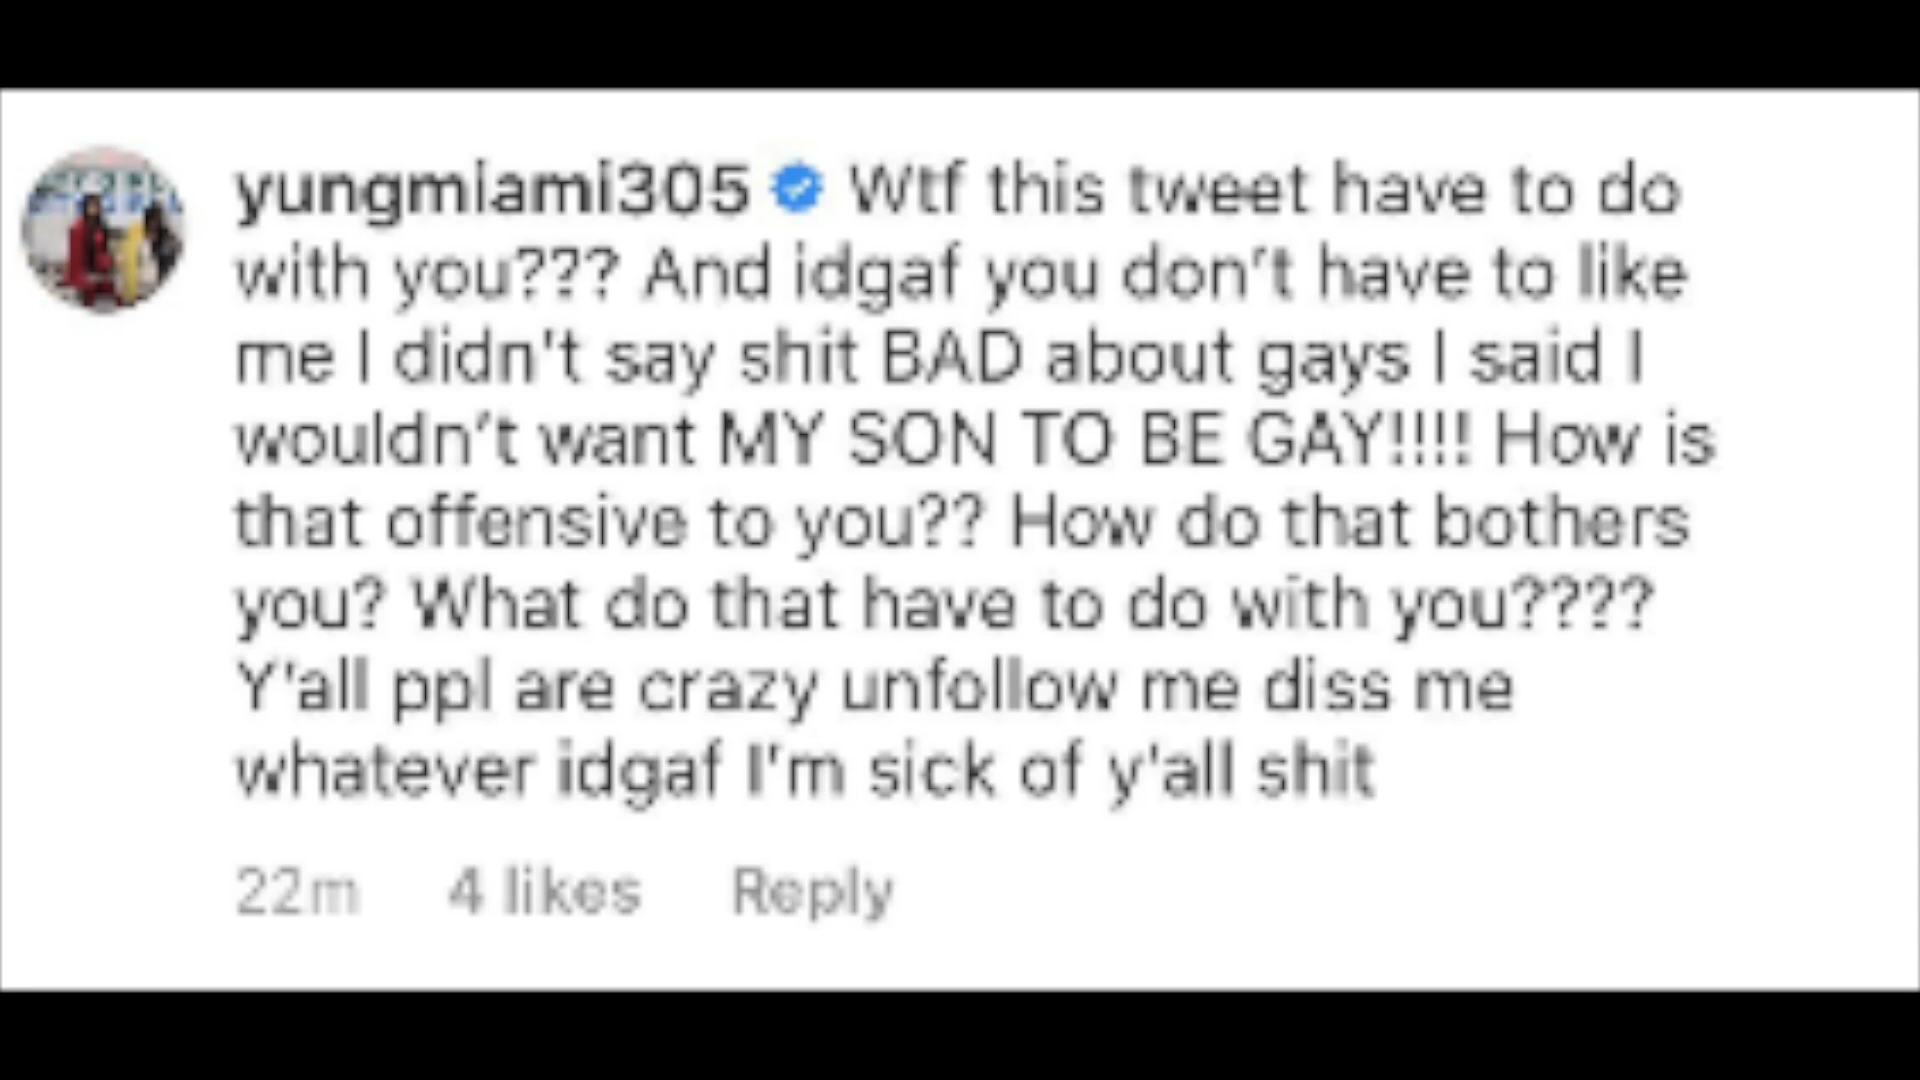 yungmiami305 Wtf this tweet have to do
with you??? And idgaf you don't have to like
me I didn't say shit BAD about gays I said I
wouldn't want MY SON TO BE GAY!!!! How is
that offensive to you?? How do that bothers
you? What do that have to do with you????
Y'all ppl are crazy unfollow me diss me
whatever idgaf I'm sick of y'all shit
22m 4 likes Reply